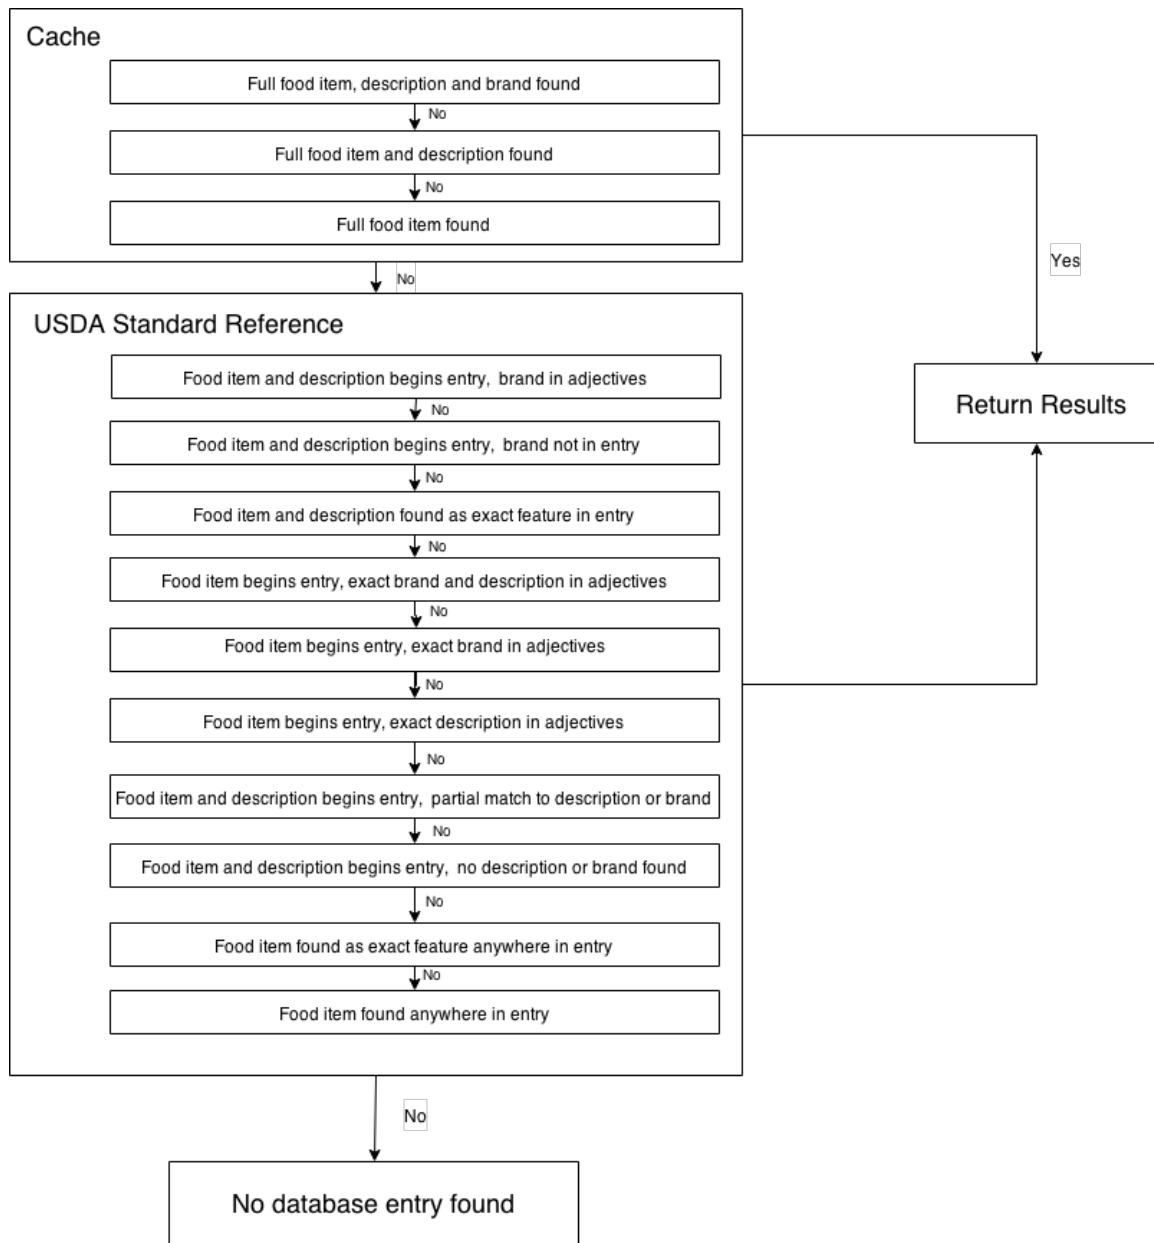 Cache
Full food item, description and brand found
No
Full food item and description found
No
Full food item found
No
Yes
USDA Standard Reference
Food item and description begins entry, brand in adjectives
No
Return Results
Food item and description begins entry, brand not in entry
No
Food item and description found as exact feature in entry
No
Food item begins entry, exact brand and description in adjectives
No
Food item begins entry, exact brand in adjectives
No
Food item begins entry, exact description in adjectives
No
Food item and description begins entry, partial match to description or brand
No
Food item and description begins entry, no description or brand found
No
Food item found as exact feature anywhere in entry
No
Food item found anywhere in entry
No
No database entry found